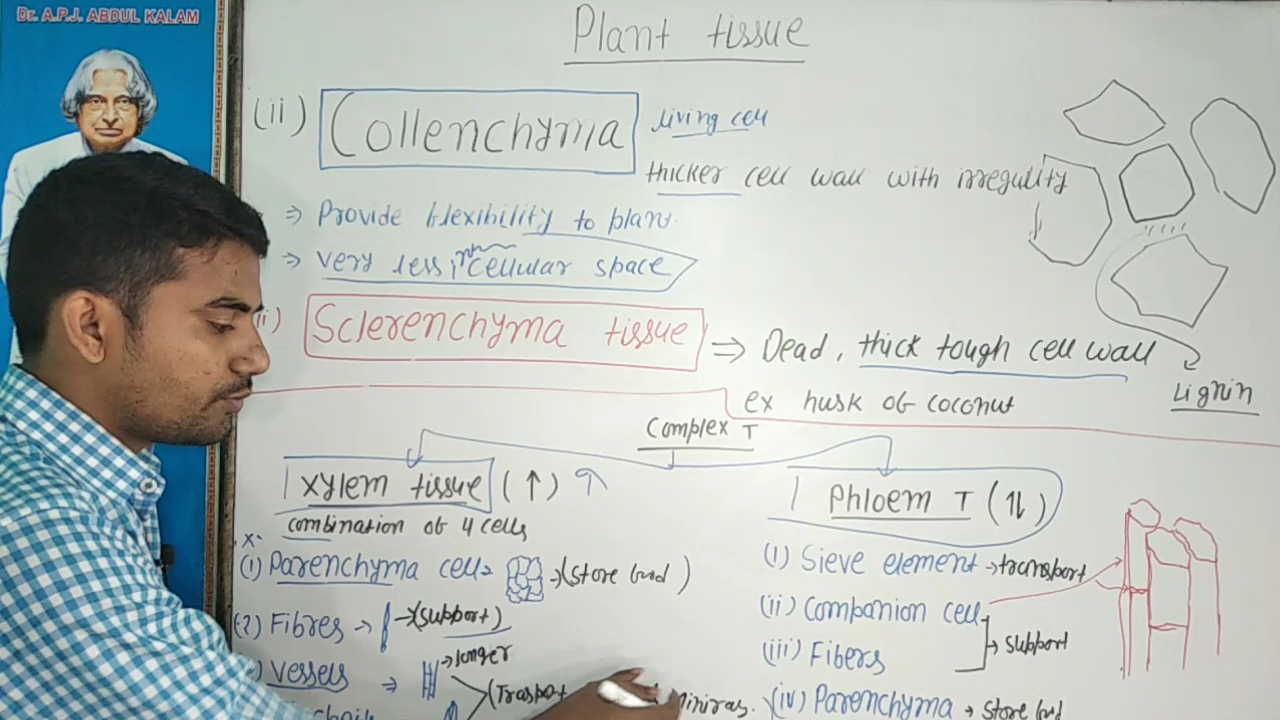 Dr. A.P.J. ABDUL KALAM
Plant tissue
(ii) Collenchyma
living cell
thicker cell wall with irregulity
⇒ Provide flexibility to plant.
⇒ very less cellular space
ii) Sclerenchyma tissue ⇒ Dead, thick tough cell wall
Lignin
ex husk of coconut
Complex T
Xylem tissue (↑)
combination of 4 cells
(i) Parenchyma cell (store food)
(2) Fibres → (support)
Vessels ⇒ → longer
(Trasport
Phloem T (⇅)
(i) Sieve element → transport
(ii) Companion cell
(iii) Fibers
→ support
(iv) Parenchyma → store